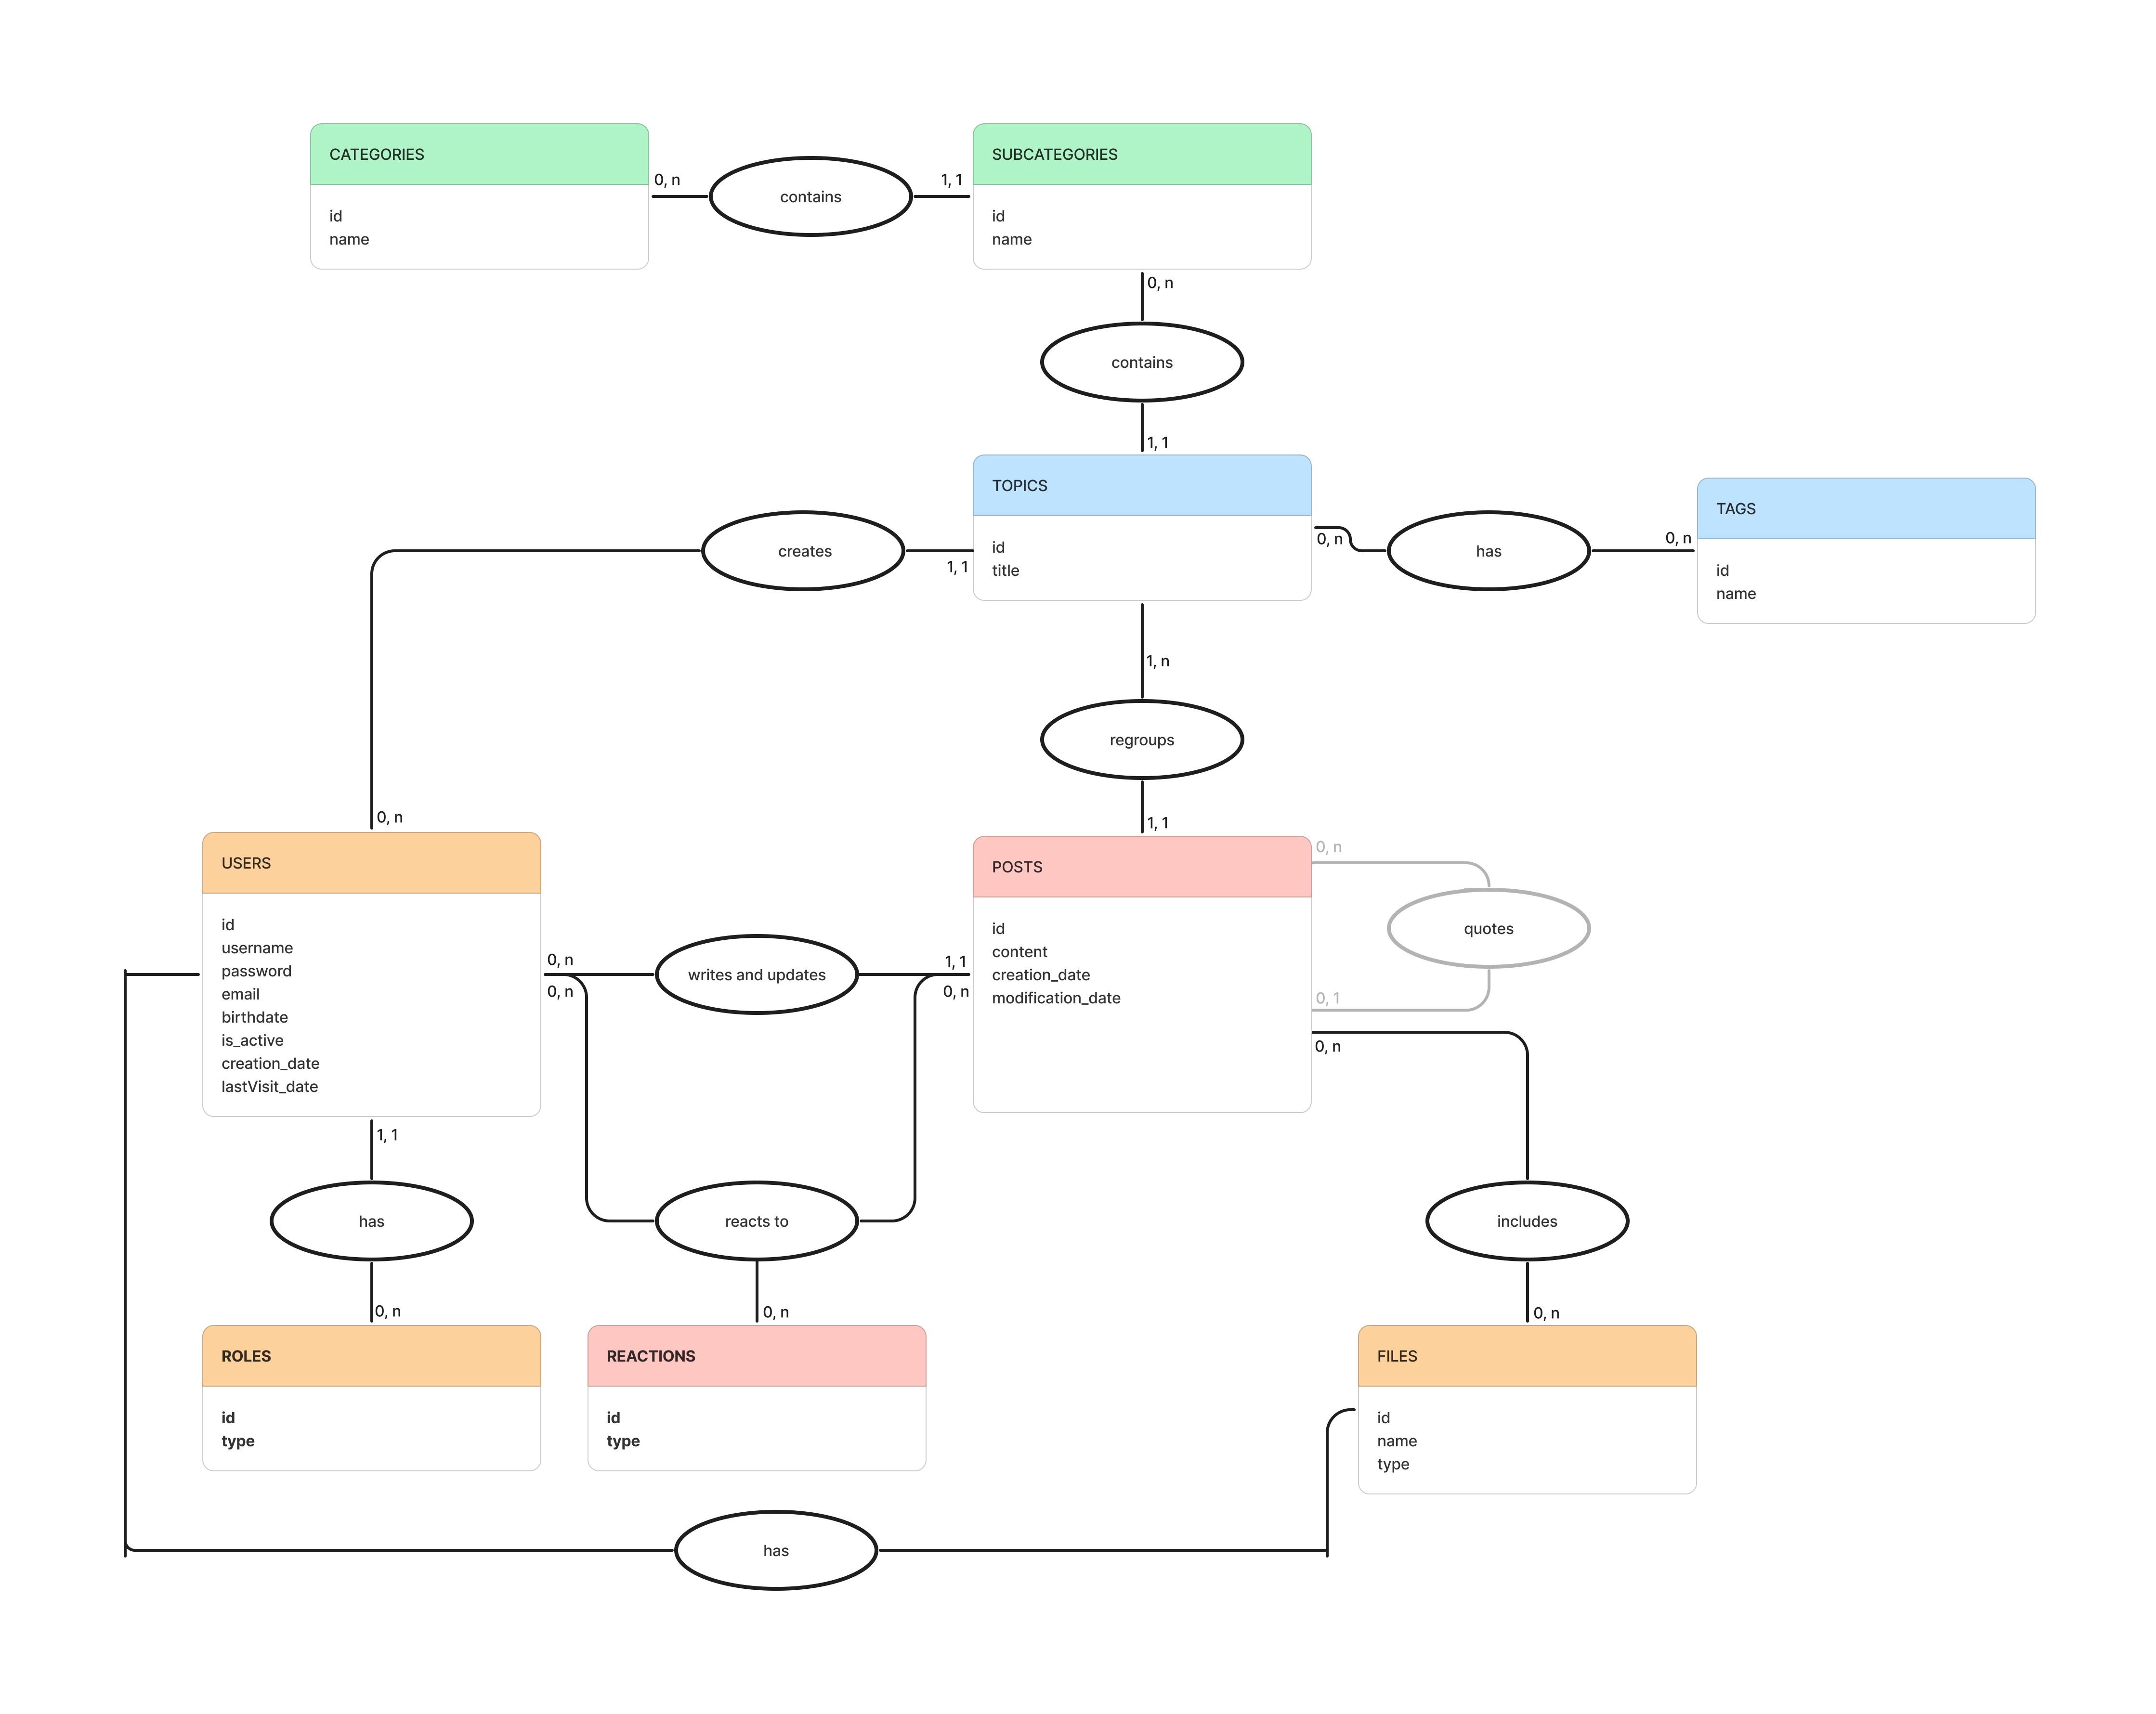 CATEGORIES
id
name
0, n
contains
1, 1
SUBCATEGORIES
id
name
0, n
contains
1, 1
TOPICS
id
title
creates
1, 1
0, n
0, n
has
0, n
TAGS
id
name
1, n
regroups
1, 1
USERS
id
username
password
email
birthdate
is_active
creation_date
lastVisit_date
0, n
0, n
writes and updates
1, 1
0, n
POSTS
id
content
creation_date
modification_date
0, n
quotes
0, 1
0, n
1, 1
has
0, n
reacts to
0, n
includes
0, n
ROLES
id
type
REACTIONS
id
type
FILES
id
name
type
has